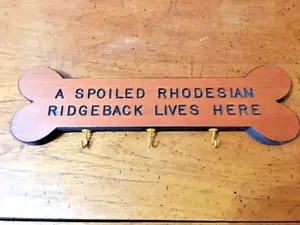 A SPOILED RHODESIAN
RIDGEBACK LIVES HERE